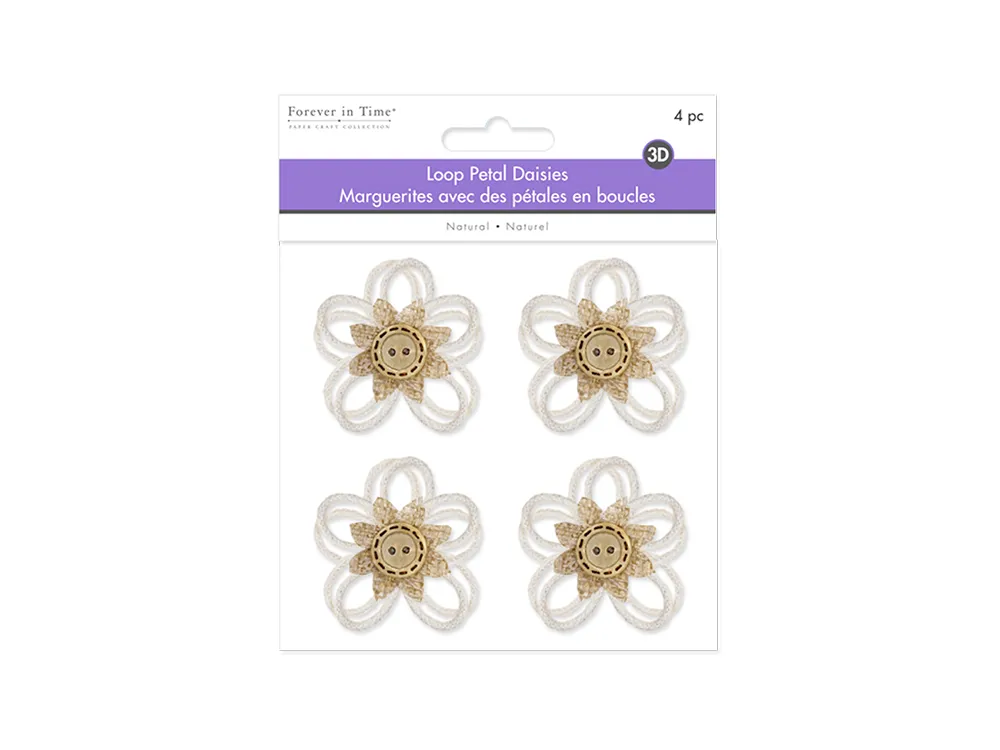 Forever in Time®
PAPER CRAFT COLLECTION
4 pc
3D
Loop Petal Daisies
Marguerites avec des pétales en boucles
Natural • Naturel